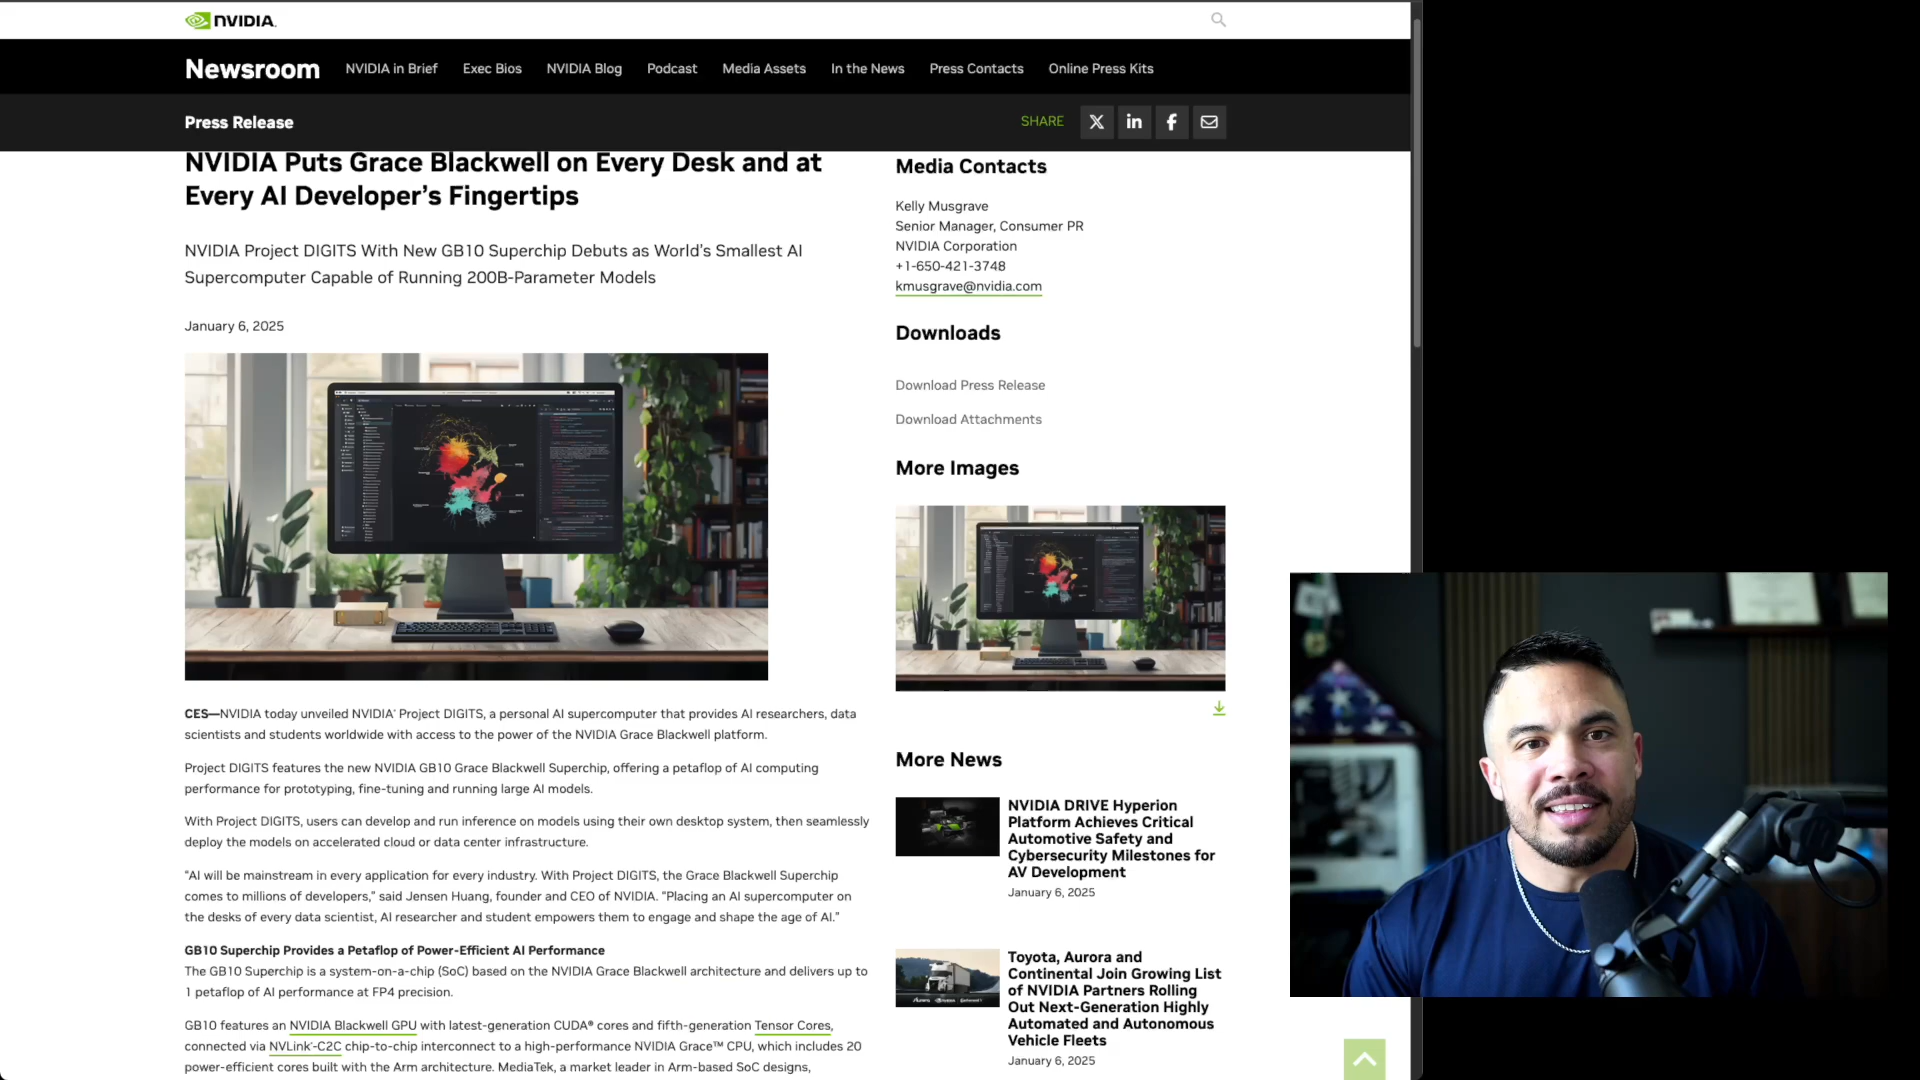 NVIDIA.
Newsroom
NVIDIA in Brief
Exec Bios
NVIDIA Blog
Podcast
Media Assets
In the News
Press Contacts
Online Press Kits
Press Release
SHARE
NVIDIA Puts Grace Blackwell on Every Desk and at
Every AI Developer’s Fingertips
NVIDIA Project DIGITS With New GB10 Superchip Debuts as World’s Smallest AI
Supercomputer Capable of Running 200B-Parameter Models
January 6, 2025
CES—NVIDIA today unveiled NVIDIA® Project DIGITS, a personal AI supercomputer that provides AI researchers, data
scientists and students worldwide with access to the power of the NVIDIA Grace Blackwell platform.
Project DIGITS features the new NVIDIA GB10 Grace Blackwell Superchip, offering a petaflop of AI computing
performance for prototyping, fine-tuning and running large AI models.
With Project DIGITS, users can develop and run inference on models using their own desktop system, then seamlessly
deploy the models on accelerated cloud or data center infrastructure.
“AI will be mainstream in every application for every industry. With Project DIGITS, the Grace Blackwell Superchip
comes to millions of developers,” said Jensen Huang, founder and CEO of NVIDIA. “Placing an AI supercomputer on
the desks of every data scientist, AI researcher and student empowers them to engage and shape the age of AI.”
GB10 Superchip Provides a Petaflop of Power-Efficient AI Performance
The GB10 Superchip is a system-on-a-chip (SoC) based on the NVIDIA Grace Blackwell architecture and delivers up to
1 petaflop of AI performance at FP4 precision.
GB10 features an NVIDIA Blackwell GPU with latest-generation CUDA® cores and fifth-generation Tensor Cores,
connected via NVLink®-C2C chip-to-chip interconnect to a high-performance NVIDIA Grace™ CPU, which includes 20
power-efficient cores built with the Arm architecture. MediaTek, a market leader in Arm-based SoC designs,
Media Contacts
Kelly Musgrave
Senior Manager, Consumer PR
NVIDIA Corporation
+1-650-421-3748
kmusgrave@nvidia.com
Downloads
Download Press Release
Download Attachments
More Images
More News
NVIDIA DRIVE Hyperion
Platform Achieves Critical
Automotive Safety and
Cybersecurity Milestones for
AV Development
January 6, 2025
Toyota, Aurora and
Continental Join Growing List
of NVIDIA Partners Rolling
Out Next-Generation Highly
Automated and Autonomous
Vehicle Fleets
January 6, 2025